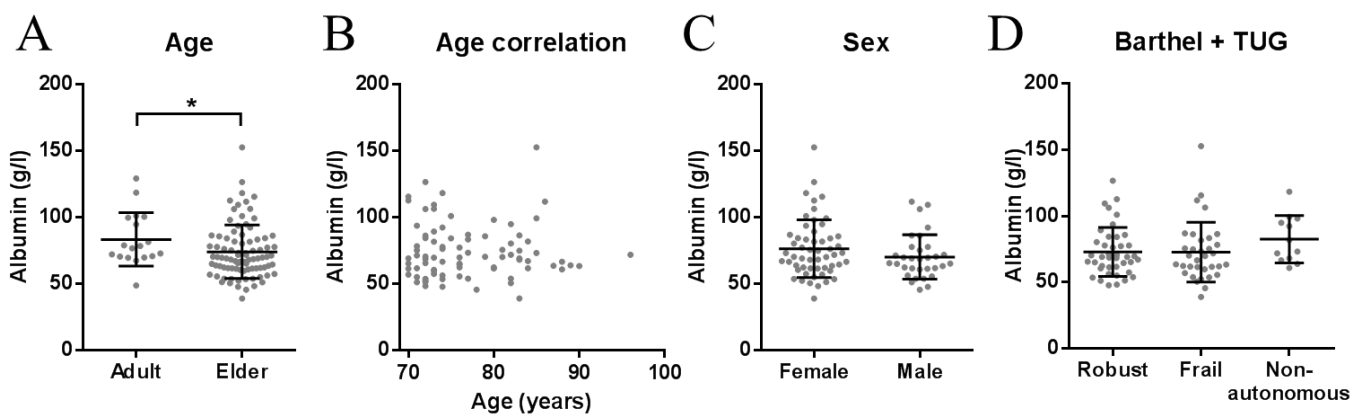 A
Age
Albumin (g/l)
200
150
100
50
0
*
Adult
Elder
B
Age correlation
Albumin (g/l)
200
150
100
50
0
70
80
90
100
Age (years)
C
Sex
Albumin (g/l)
200
150
100
50
0
Female
Male
D
Barthel + TUG
Albumin (g/l)
200
150
100
50
0
Robust
Frail
Non-
autonomous